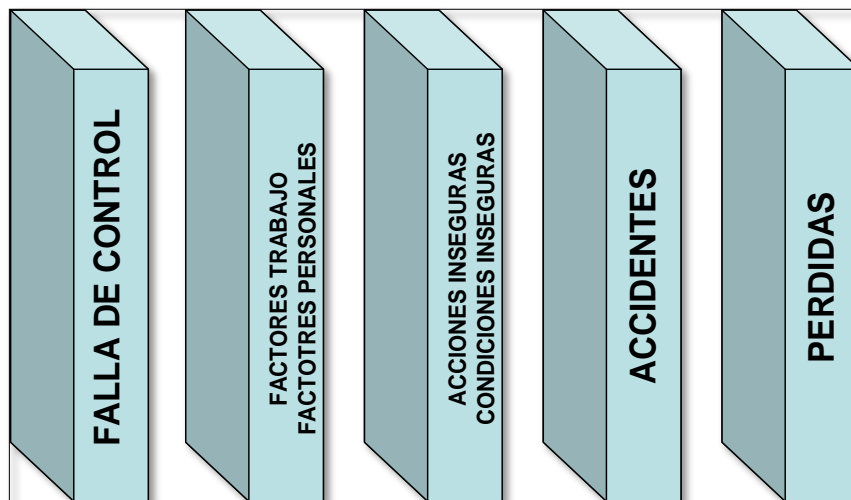 FALLA DE CONTROL
FACTORES TRABAJO
FACTOTRES PERSONALES
ACCIONES INSEGURAS
CONDICIONES INSEGURAS
ACCIDENTES
PERDIDAS